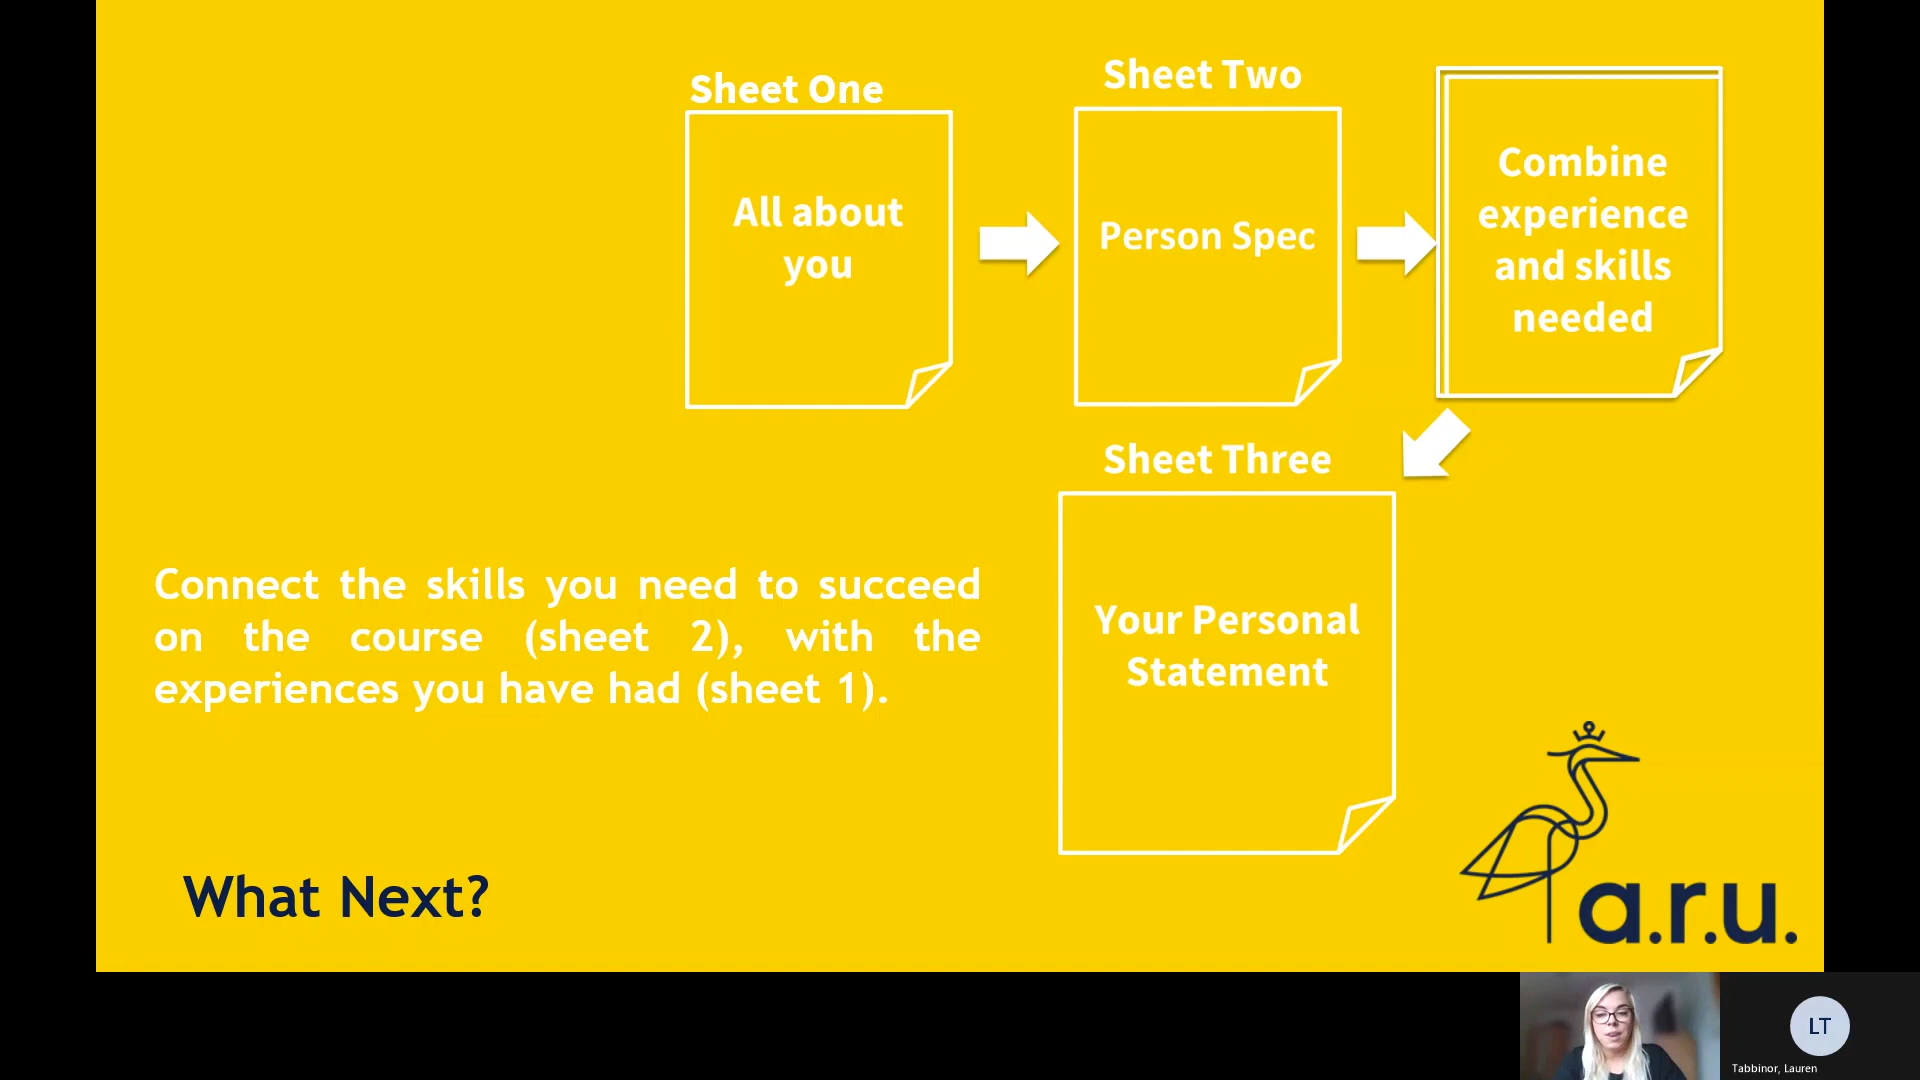 Sheet One
All about
you
Sheet Two
Person Spec
Combine
experience
and skills
needed
Sheet Three
Your Personal
Statement
Connect the skills you need to succeed
on the course (sheet 2), with the
experiences you have had (sheet 1).
What Next?
a.r.u.
LT
Tabbinor, Lauren